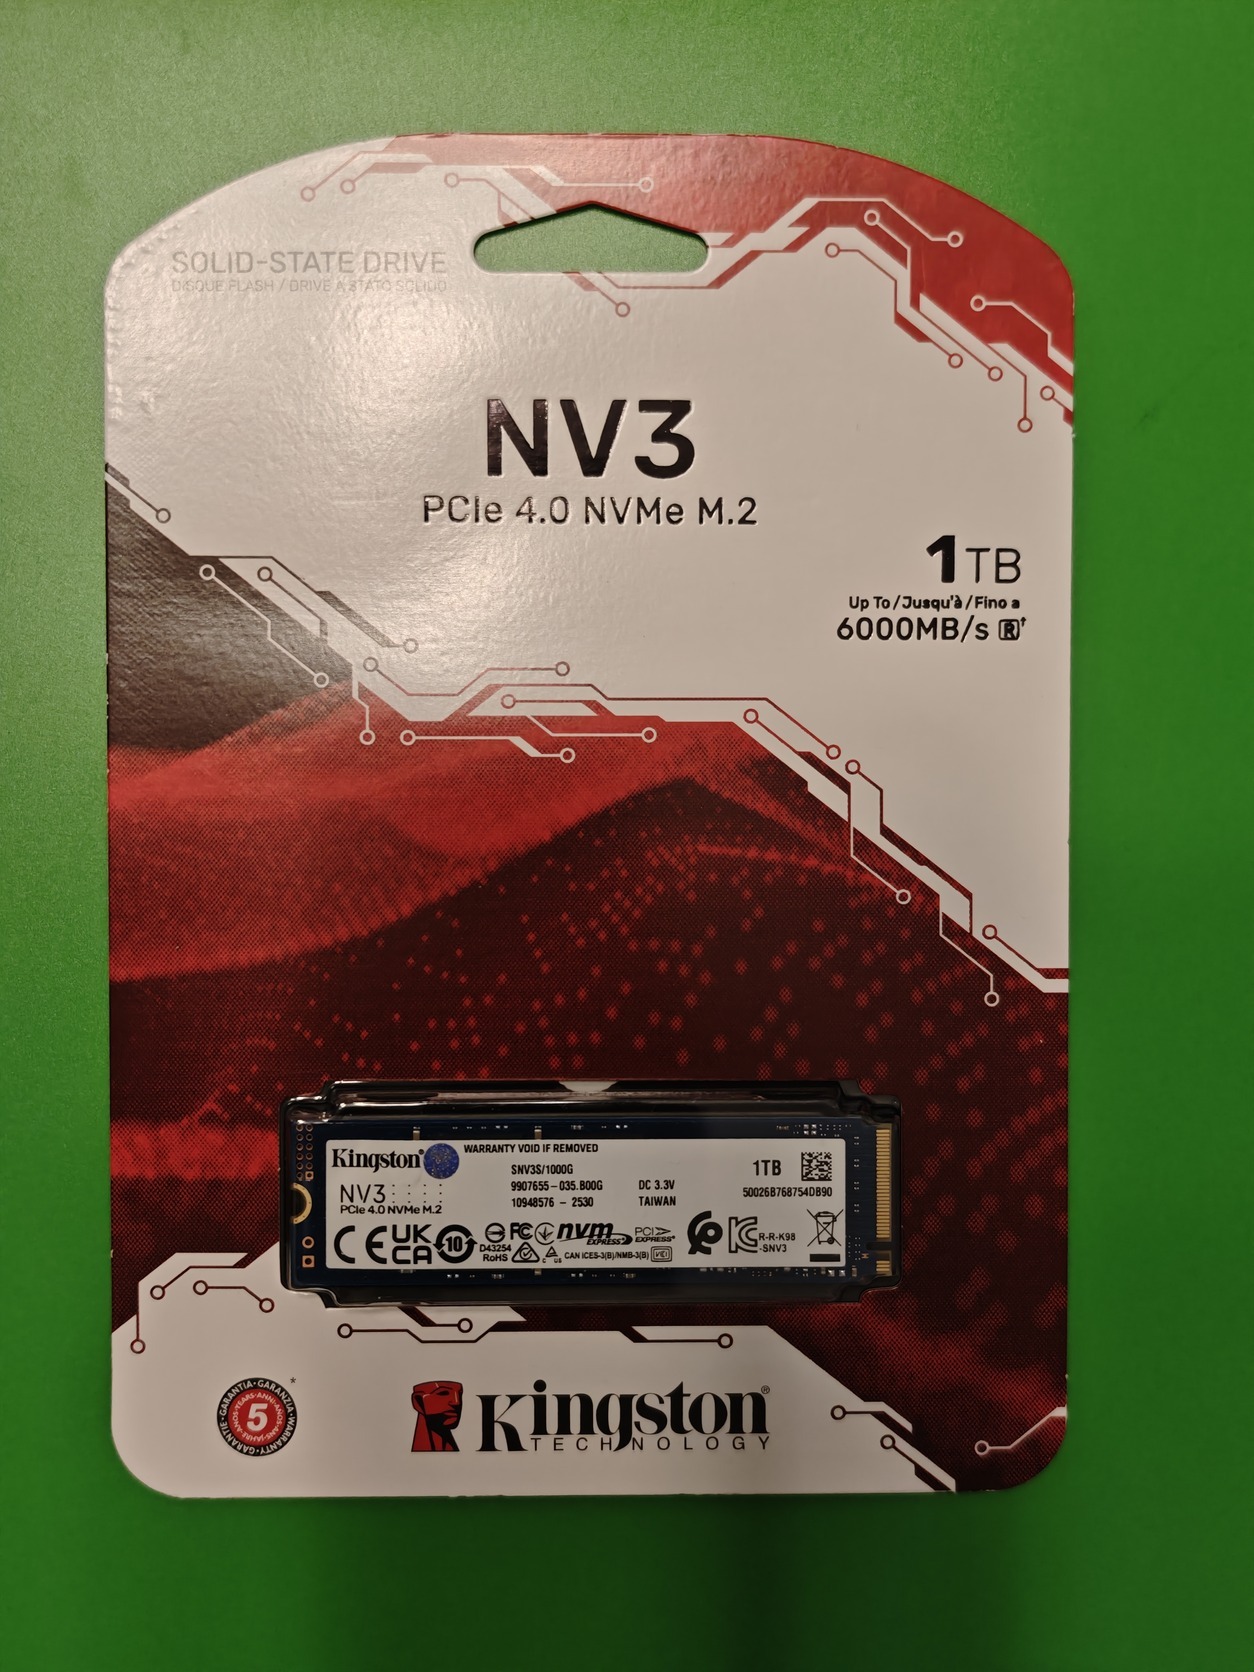 SOLID-STATE DRIVE
DISQUE FLASH / DRIVE A STATO SOLIDO
NV3
PCIe 4.0 NVMe M.2
1TB
Up To / Jusqu'à / Fino a
6000MB/s R†
Kingston
WARRANTY VOID IF REMOVED
SNV3S/1000G
9907655-035.B00G
10948576 - 2530
DC 3.3V
TAIWAN
1TB
50026B768754DB90
NV3
PCIe 4.0 NVMe M.2
CE
UK
CA
10
D43254
RoHS
FC
nvm
EXPRESS
PCI
EXPRESS®
CAN ICES-3(B)/NMB-3(B)
VCI
R-R-K98
-SNV3
5
*
Kingston®
TECHNOLOGY